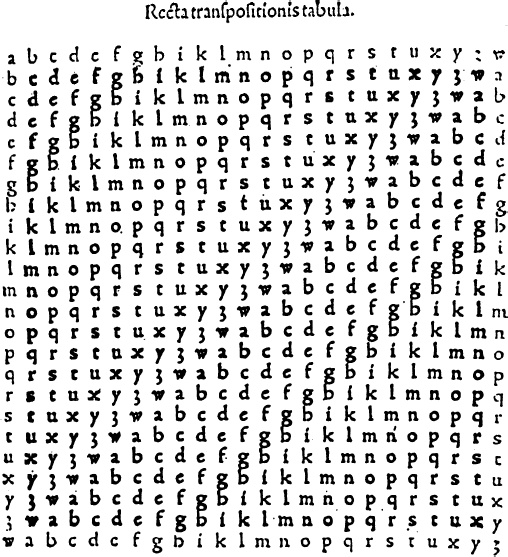 Recta tranſpoſitionis tabula.
a b c d e f g h i k l m n o p q r s t u x y z w
b c d e f g h i k l m n o p q r s t u x y z w a
c d e f g h i k l m n o p q r s t u x y z w a b
d e f g h i k l m n o p q r s t u x y z w a b c
e f g h i k l m n o p q r s t u x y z w a b c d
f g h i k l m n o p q r s t u x y z w a b c d e
g h i k l m n o p q r s t u x y z w a b c d e f
h i k l m n o p q r s t u x y z w a b c d e f g
i k l m n o p q r s t u x y z w a b c d e f g h
k l m n o p q r s t u x y z w a b c d e f g h i
l m n o p q r s t u x y z w a b c d e f g h i k
m n o p q r s t u x y z w a b c d e f g h i k l
n o p q r s t u x y z w a b c d e f g h i k l m
o p q r s t u x y z w a b c d e f g h i k l m n
p q r s t u x y z w a b c d e f g h i k l m n o
q r s t u x y z w a b c d e f g h i k l m n o p
r s t u x y z w a b c d e f g h i k l m n o p q
s t u x y z w a b c d e f g h i k l m n o p q r
t u x y z w a b c d e f g h i k l m n o p q r s
u x y z w a b c d e f g h i k l m n o p q r s t
x y z w a b c d e f g h i k l m n o p q r s t u
y z w a b c d e f g h i k l m n o p q r s t u x
z w a b c d e f g h i k l m n o p q r s t u x y
w a b c d e f g h i k l m n o p q r s t u x y z